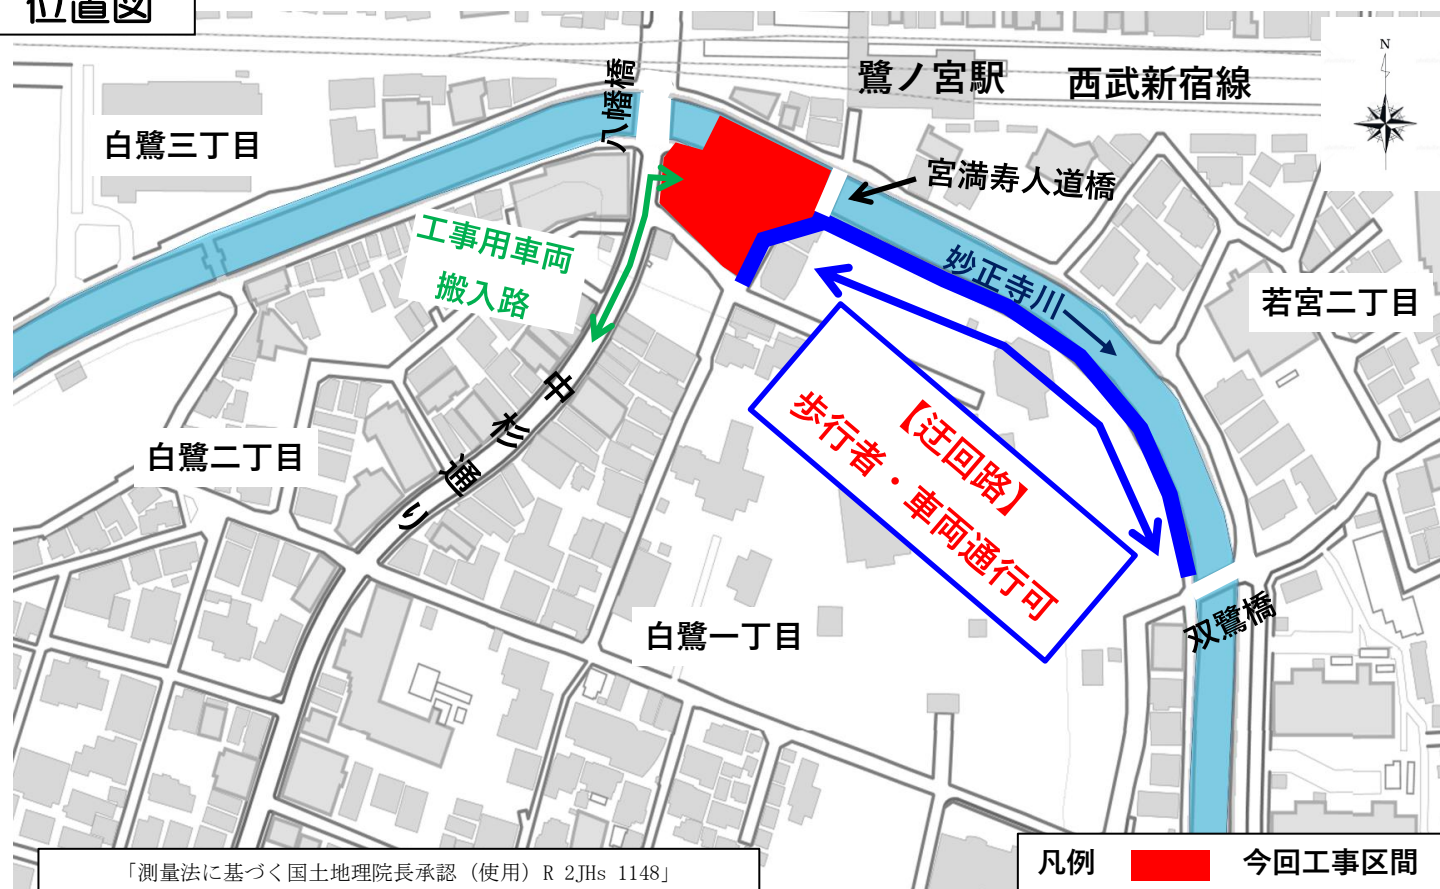 位置図
鷺ノ宮駅
西武新宿線
N
八幡橋
白鷺三丁目
宮満寿人道橋
工事用車両
搬入路
妙正寺川
若宮二丁目
中杉通り
【迂回路】
歩行者・車両通行可
白鷺二丁目
白鷺一丁目
双鷺橋
「測量法に基づく国土地理院長承認（使用）R 2JHs 1148」
凡例 今回工事区間